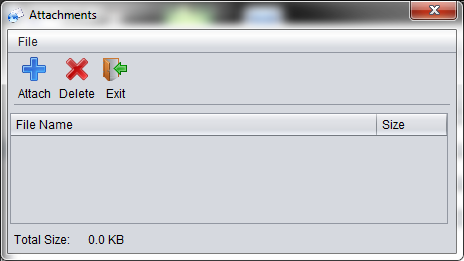 Attachments
File
Attach Delete Exit
File Name Size
Total Size: 0.0 KB